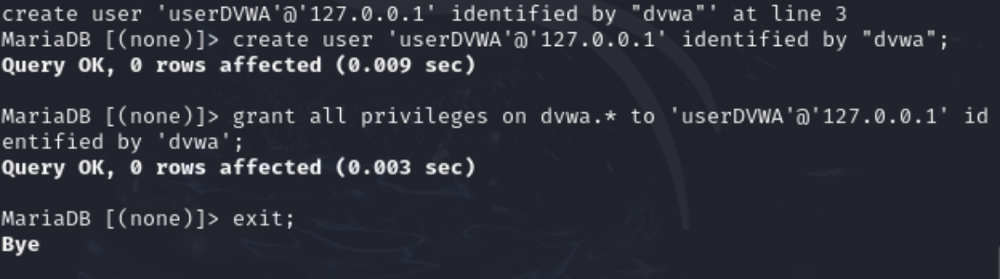 create user 'userDVWA'@'127.0.0.1' identified by "dvwa"' at line 3
MariaDB [(none)]> create user 'userDVWA'@'127.0.0.1' identified by "dvwa";
Query OK, 0 rows affected (0.009 sec)
MariaDB [(none)]> grant all privileges on dvwa.* to 'userDVWA'@'127.0.0.1' id
entified by 'dvwa';
Query OK, 0 rows affected (0.003 sec)
MariaDB [(none)]> exit;
Bye